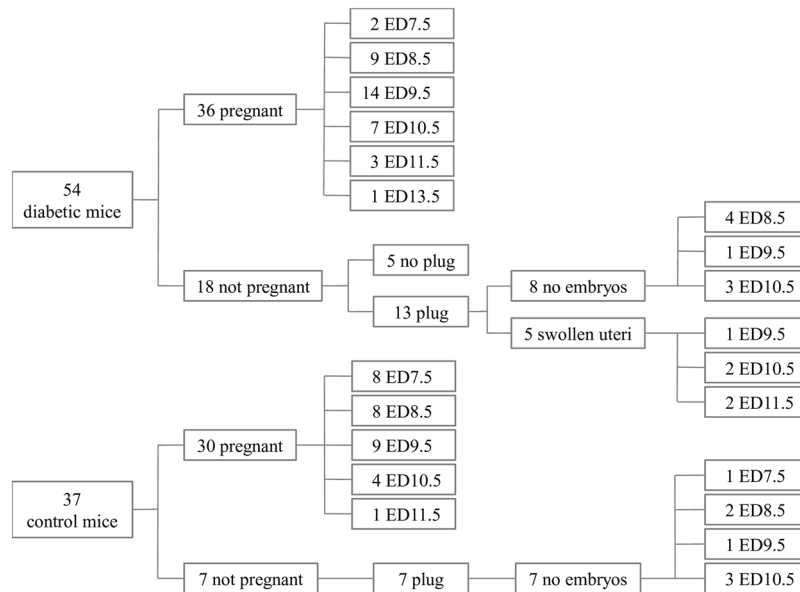 54
diabetic mice
36 pregnant
2 ED7.5
9 ED8.5
14 ED9.5
7 ED10.5
3 ED11.5
1 ED13.5
18 not pregnant
5 no plug
13 plug
8 no embryos
4 ED8.5
1 ED9.5
3 ED10.5
5 swollen uteri
1 ED9.5
2 ED10.5
2 ED11.5
37
control mice
30 pregnant
8 ED7.5
8 ED8.5
9 ED9.5
4 ED10.5
1 ED11.5
7 not pregnant
7 plug
7 no embryos
1 ED7.5
2 ED8.5
1 ED9.5
3 ED10.5